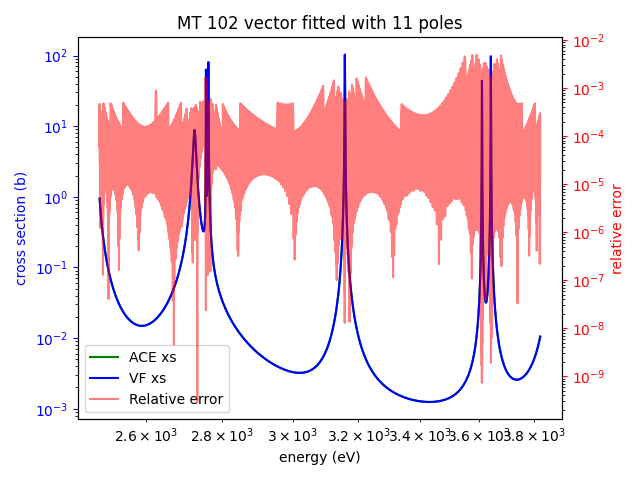 MT 102 vector fitted with 11 poles
cross section (b)
10²
10¹
10⁰
10⁻¹
10⁻²
10⁻³
10⁻²
10⁻³
10⁻⁴
10⁻⁵
10⁻⁶
10⁻⁷
10⁻⁸
10⁻⁹
relative error
ACE xs
VF xs
Relative error
2.6 × 10³ 2.8 × 10³ 3 × 10³ 3.2 × 10³ 3.4 × 10³ 3.6 × 10³ 3.8 × 10³
energy (eV)